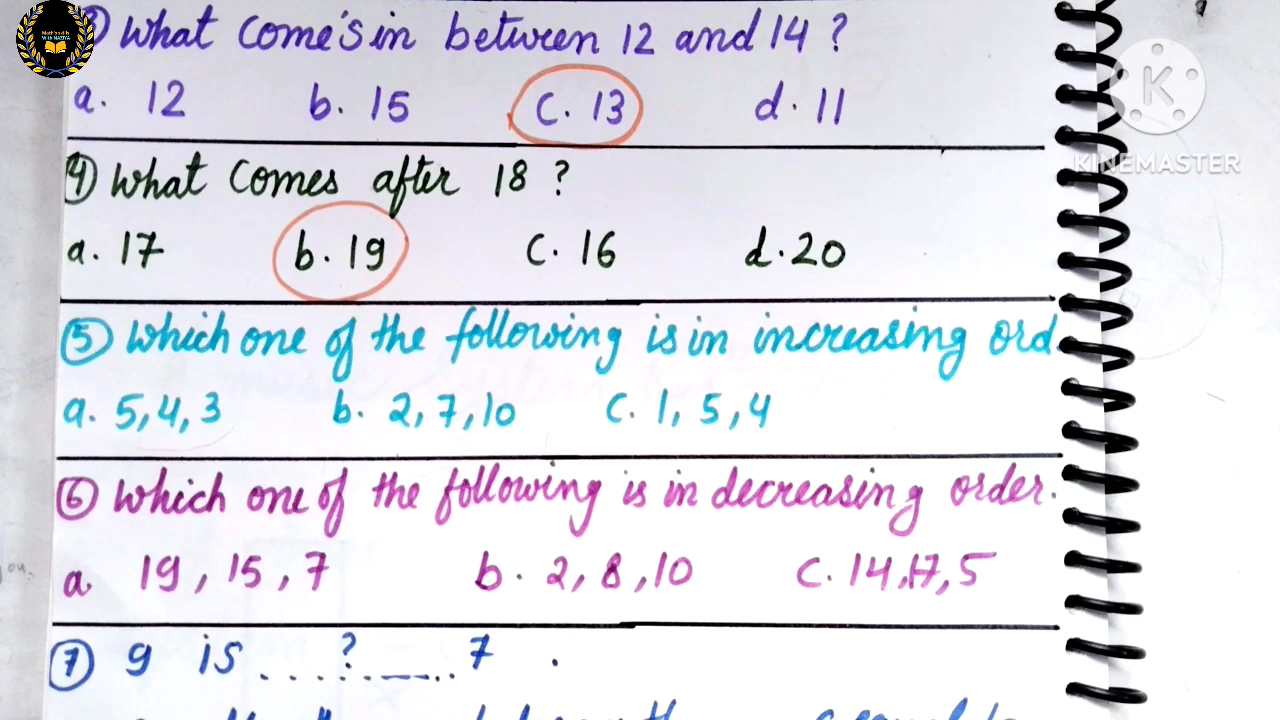 What come's in between 12 and 14 ?
a. 12 b. 15 c. 13 d. 11
KINEMASTER
④ What comes after 18 ?
a. 17 b. 19 c. 16 d. 20
⑤ Which one of the following is in increasing ord
a. 5, 4, 3 b. 2, 7, 10 c. 1, 5, 4
⑥ Which one of the following is in decreasing order.
a 19, 15, 7 b. 2, 8, 10 c. 14, 17, 5
⑦ 9 is ....?.... 7 .